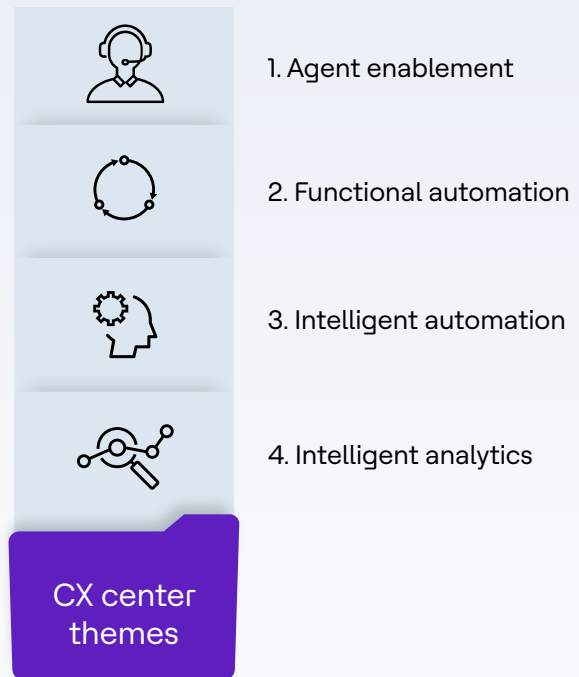 1. Agent enablement
2. Functional automation
3. Intelligent automation
4. Intelligent analytics
CX center
themes